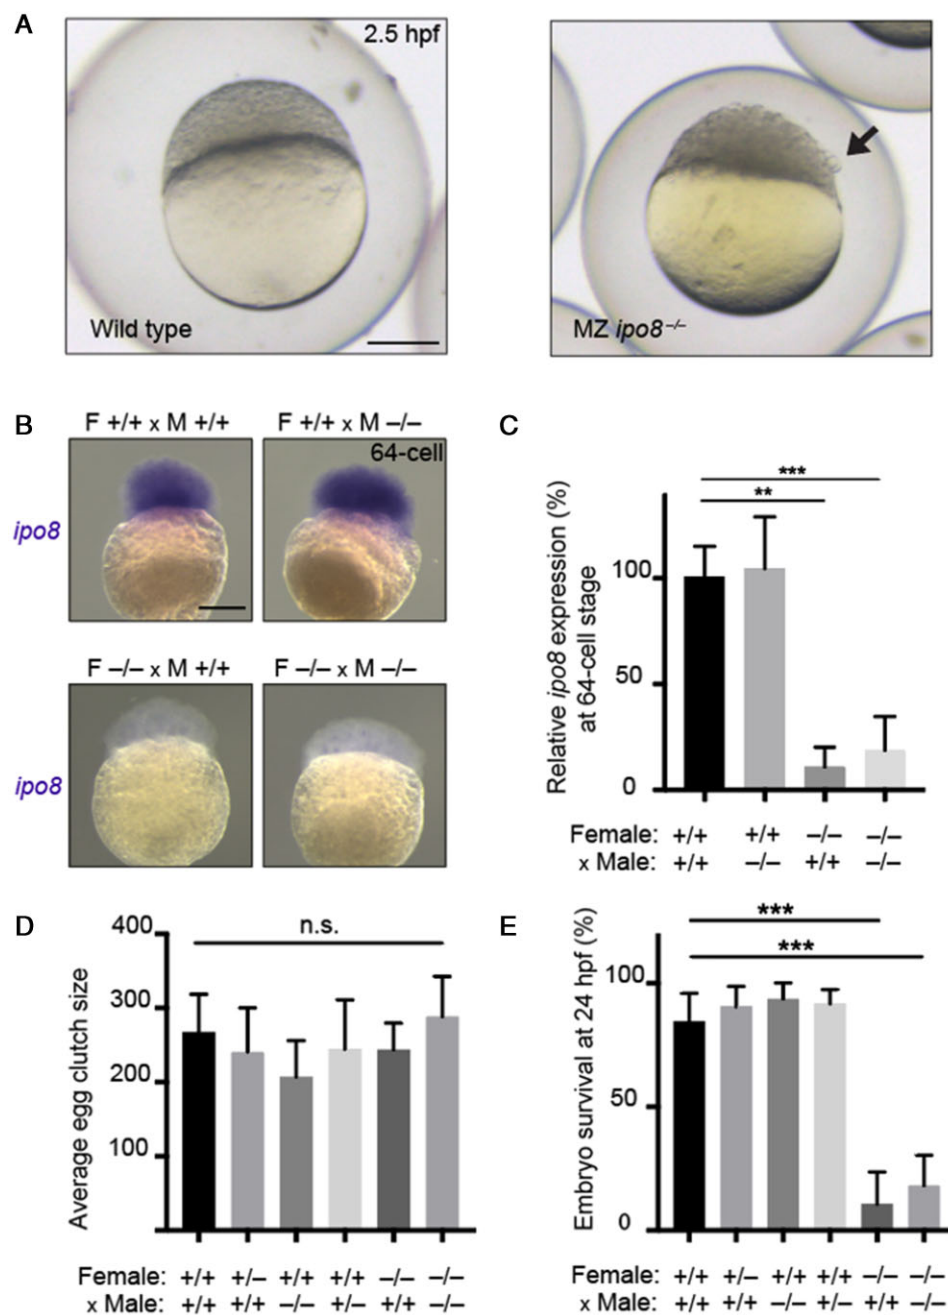 A
2.5 hpf
Wild type
MZ ipo8–/–
B
F +/+ x M +/+
F +/+ x M –/–
64-cell
ipo8
F –/– x M +/+
F –/– x M –/–
ipo8
C
Relative ipo8 expression (%)
at 64-cell stage
***
**
100
50
0
Female: +/+ +/+ –/– –/–
x Male: +/+ –/– +/+ –/–
D
Average egg clutch size
n.s.
400
300
200
100
Female: +/+ +/– +/+ +/+ –/– –/–
x Male: +/+ +/+ –/– +/– +/+ –/–
E
Embryo survival at 24 hpf (%)
***
***
100
50
0
Female: +/+ +/– +/+ +/+ –/– –/–
x Male: +/+ +/+ –/– +/– +/+ –/–